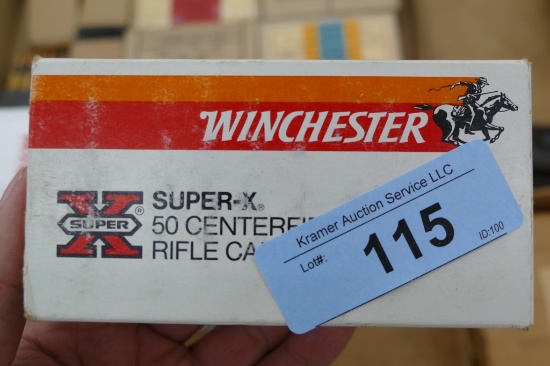 WINCHESTER
SUPER-X®
50 CENTERFI
RIFLE CA
X®
SUPER
Kramer Auction Service LLC
Lot#: 115
ID:100